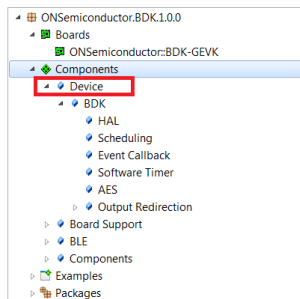 ONSemiconductor.BDK.1.0.0
Boards
ONSemiconductor::BDK-GEVK
Components
Device
BDK
HAL
Scheduling
Event Callback
Software Timer
AES
Output Redirection
Board Support
BLE
Components
Examples
Packages